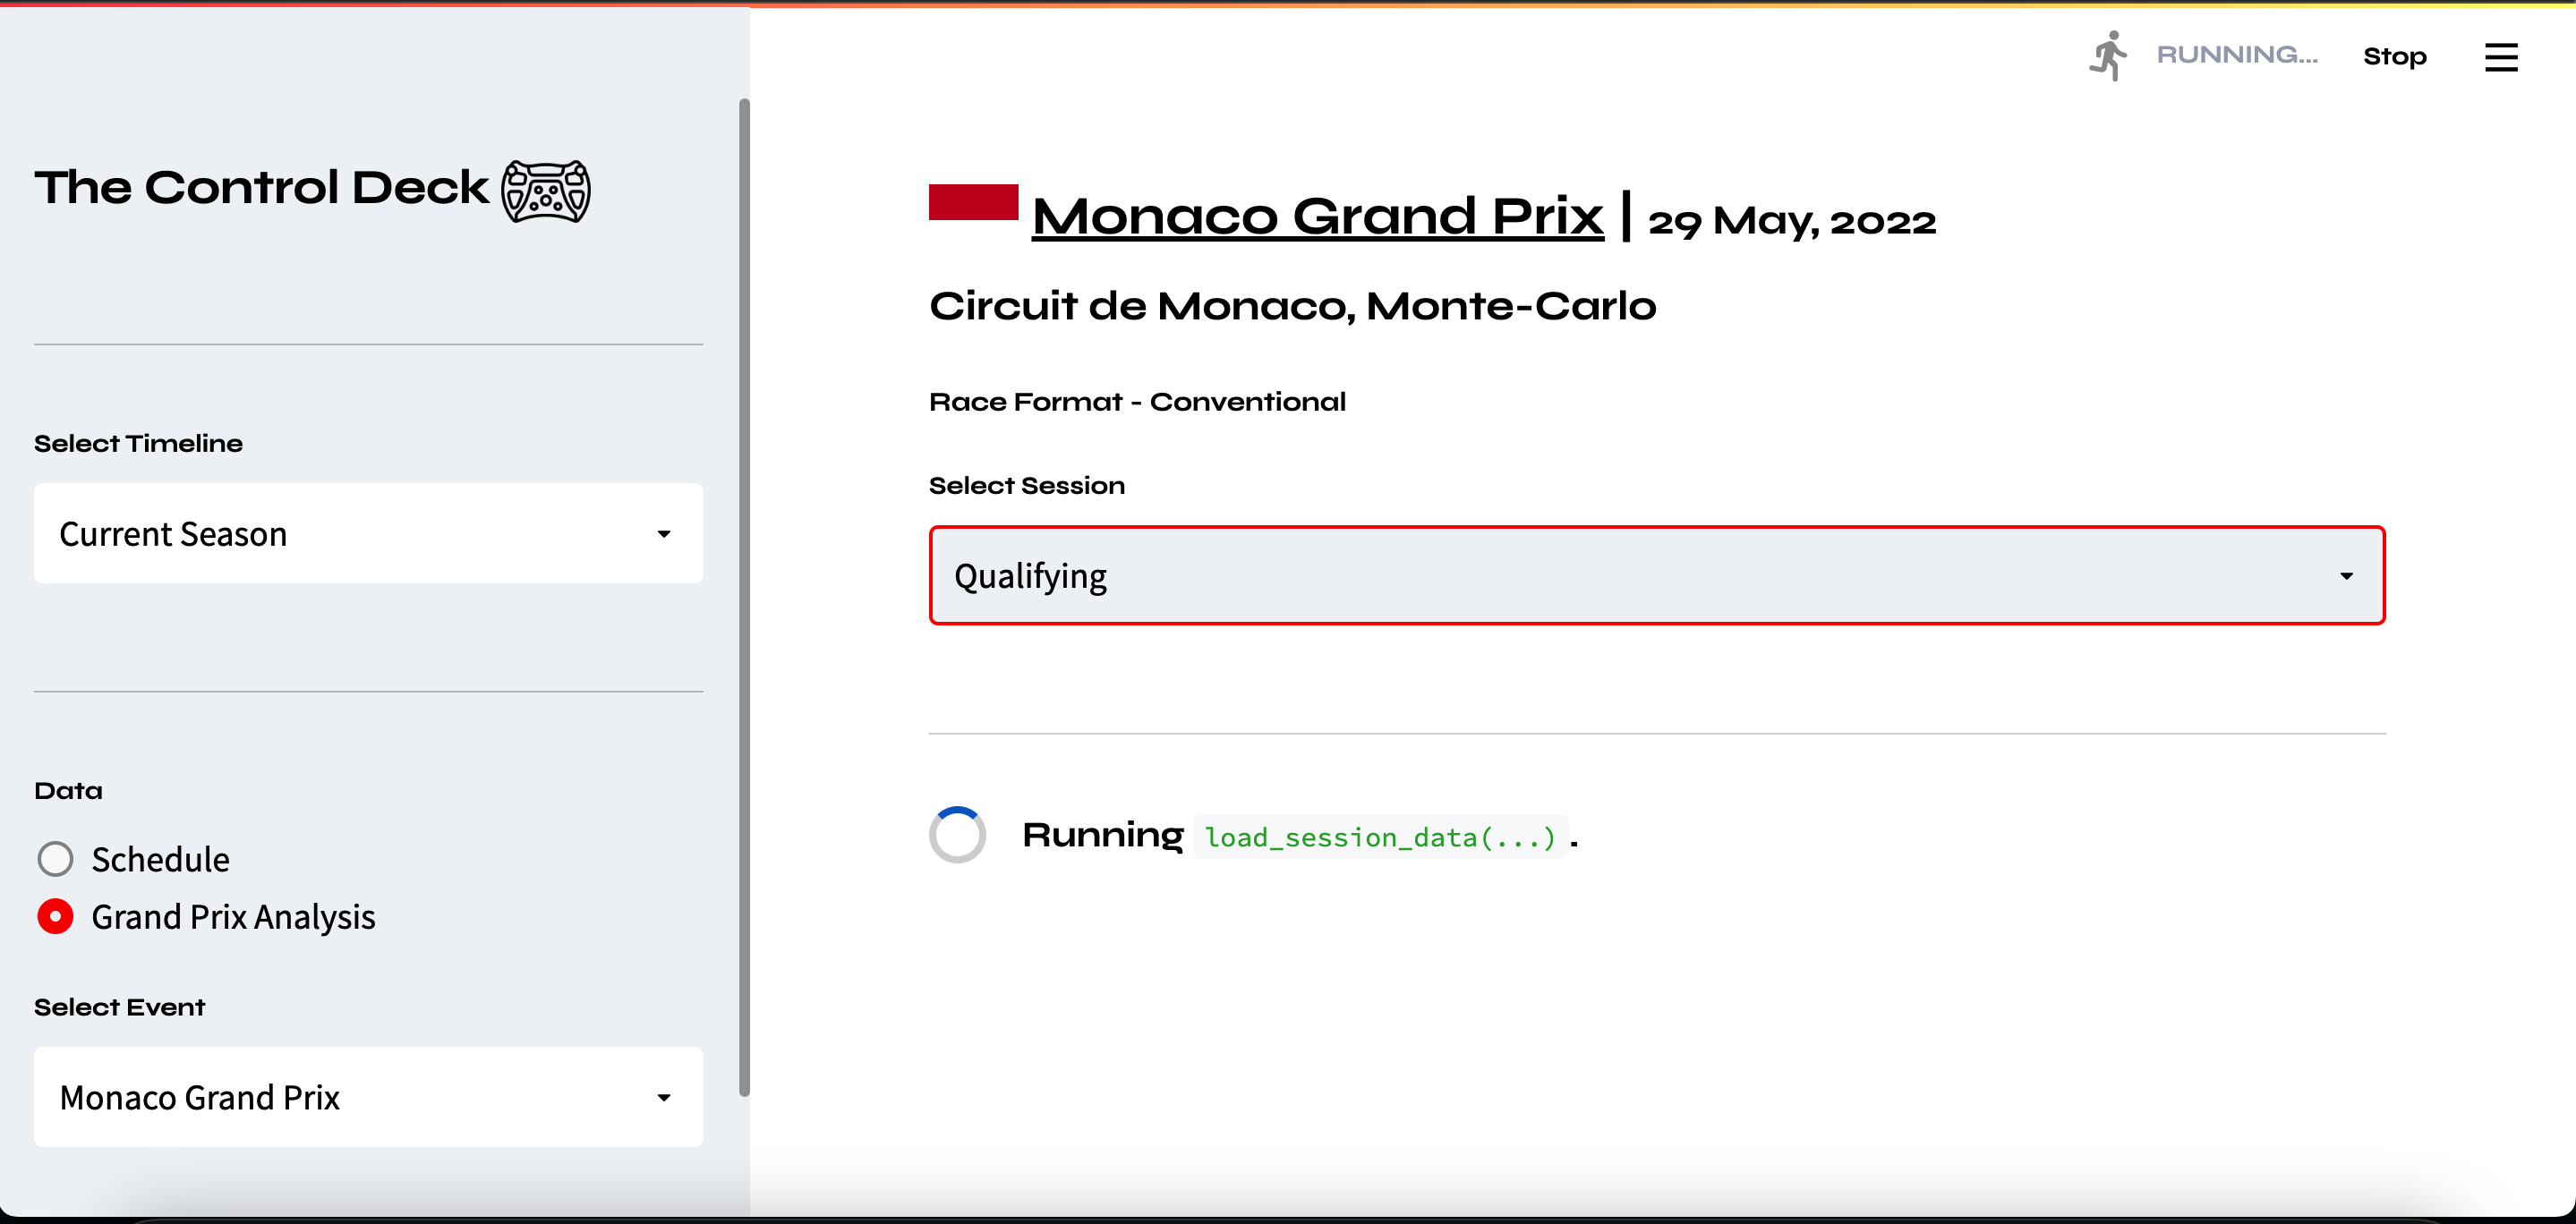 RUNNING...
Stop
The Control Deck
Select Timeline
Current Season
Data
Schedule
Grand Prix Analysis
Select Event
Monaco Grand Prix
Monaco Grand Prix | 29 May, 2022
Circuit de Monaco, Monte-Carlo
Race Format - Conventional
Select Session
Qualifying
Running load_session_data(...).